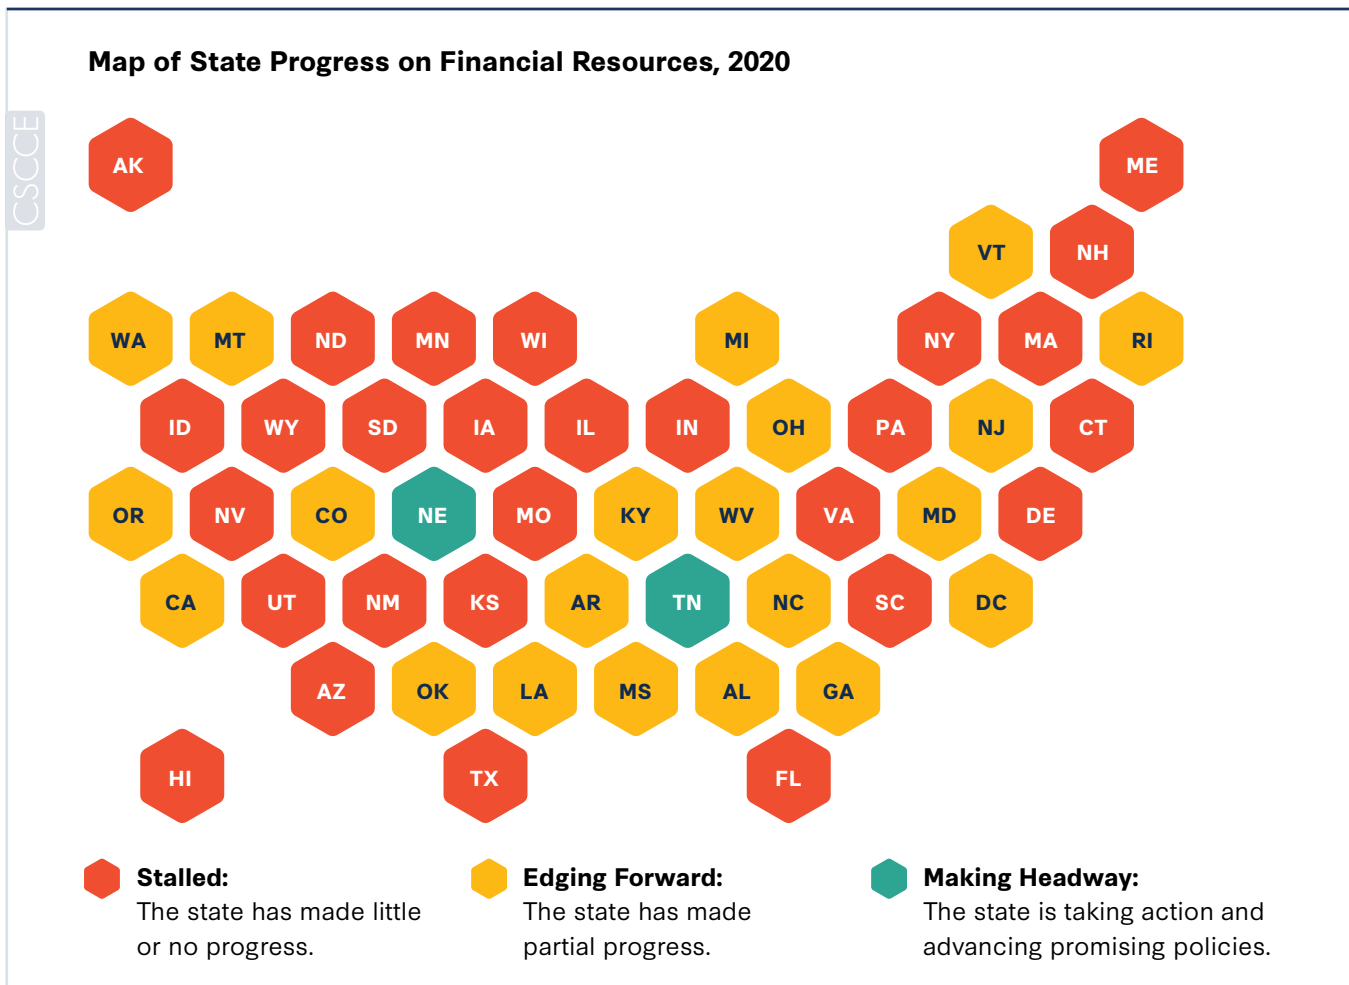 Map of State Progress on Financial Resources, 2020
CSCCE
AK
ME
VT
NH
WA
MT
ND
MN
WI
MI
NY
MA
RI
ID
WY
SD
IA
IL
IN
OH
PA
NJ
CT
OR
NV
CO
NE
MO
KY
WV
VA
MD
DE
CA
UT
NM
KS
AR
TN
NC
SC
DC
AZ
OK
LA
MS
AL
GA
HI
TX
FL
Stalled:
The state has made little
or no progress.
Edging Forward:
The state has made
partial progress.
Making Headway:
The state is taking action and
advancing promising policies.